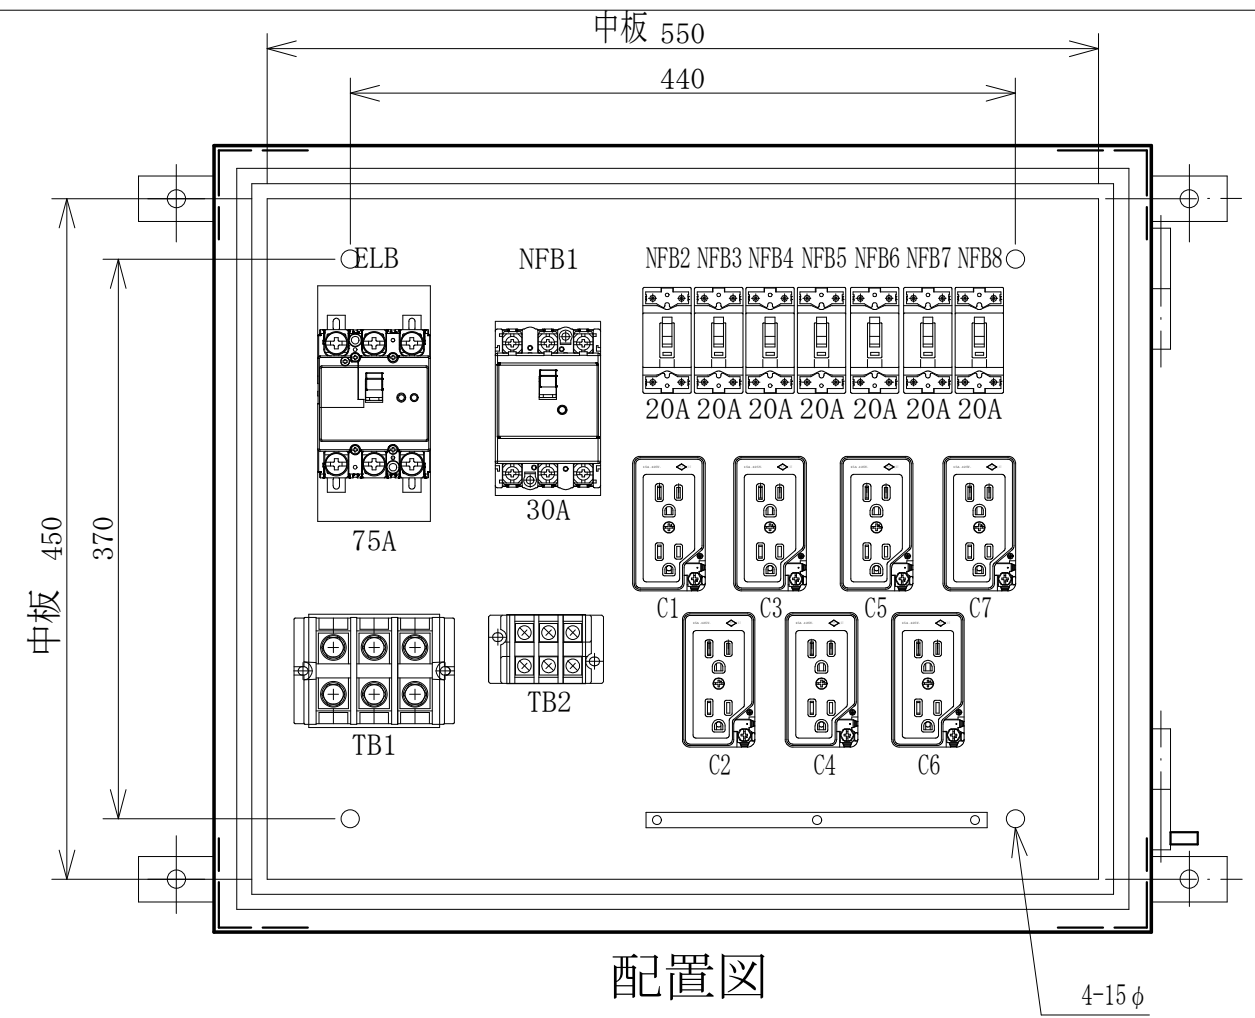 中板 550
440
ELB
NFB1
NFB2 NFB3 NFB4 NFB5 NFB6 NFB7 NFB8
20A 20A 20A 20A 20A 20A 20A
30A
75A
中板 450
370
C1 C3 C5 C7
TB2
TB1
C2 C4 C6
配置図
4-15φ